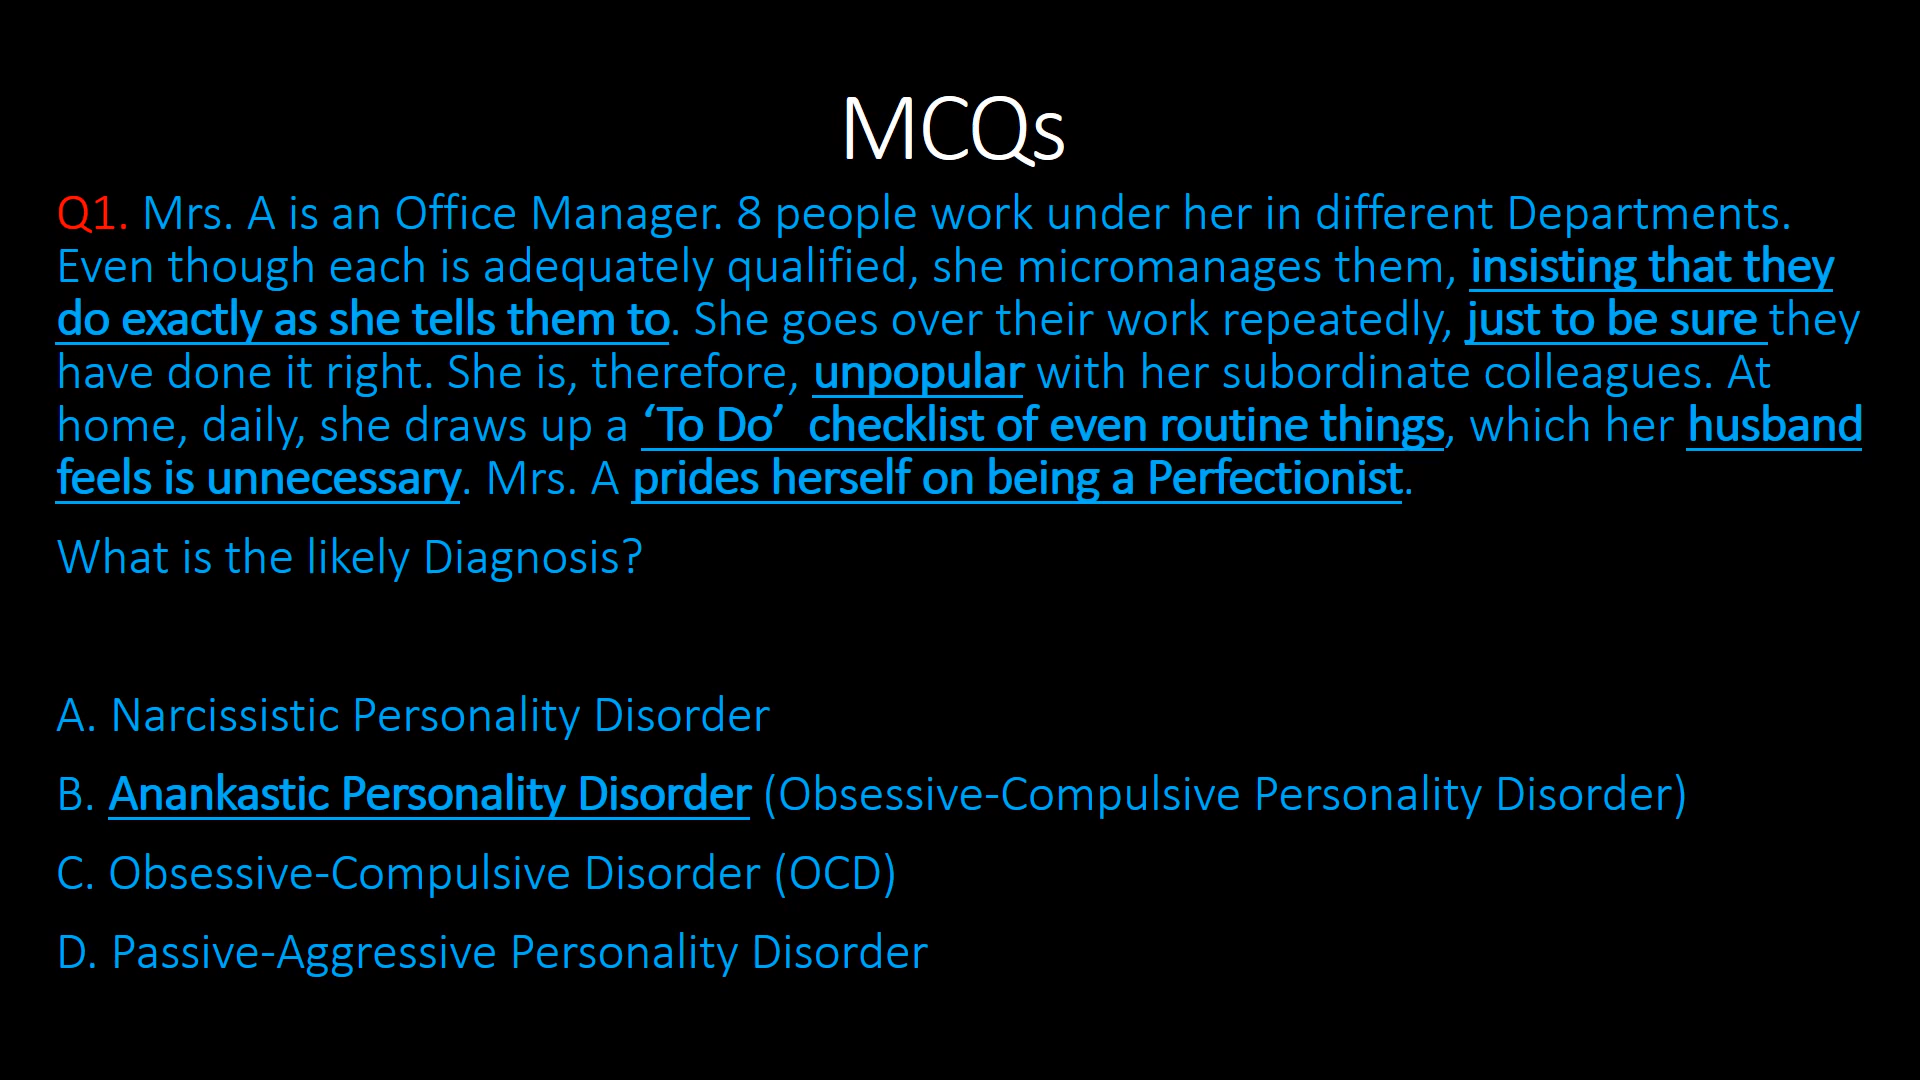 MCQs
Q1. Mrs. A is an Office Manager. 8 people work under her in different Departments.
Even though each is adequately qualified, she micromanages them, insisting that they
do exactly as she tells them to. She goes over their work repeatedly, just to be sure they
have done it right. She is, therefore, unpopular with her subordinate colleagues. At
home, daily, she draws up a ‘To Do’  checklist of even routine things, which her husband
feels is unnecessary. Mrs. A prides herself on being a Perfectionist.
What is the likely Diagnosis?
A. Narcissistic Personality Disorder
B. Anankastic Personality Disorder (Obsessive-Compulsive Personality Disorder)
C. Obsessive-Compulsive Disorder (OCD)
D. Passive-Aggressive Personality Disorder